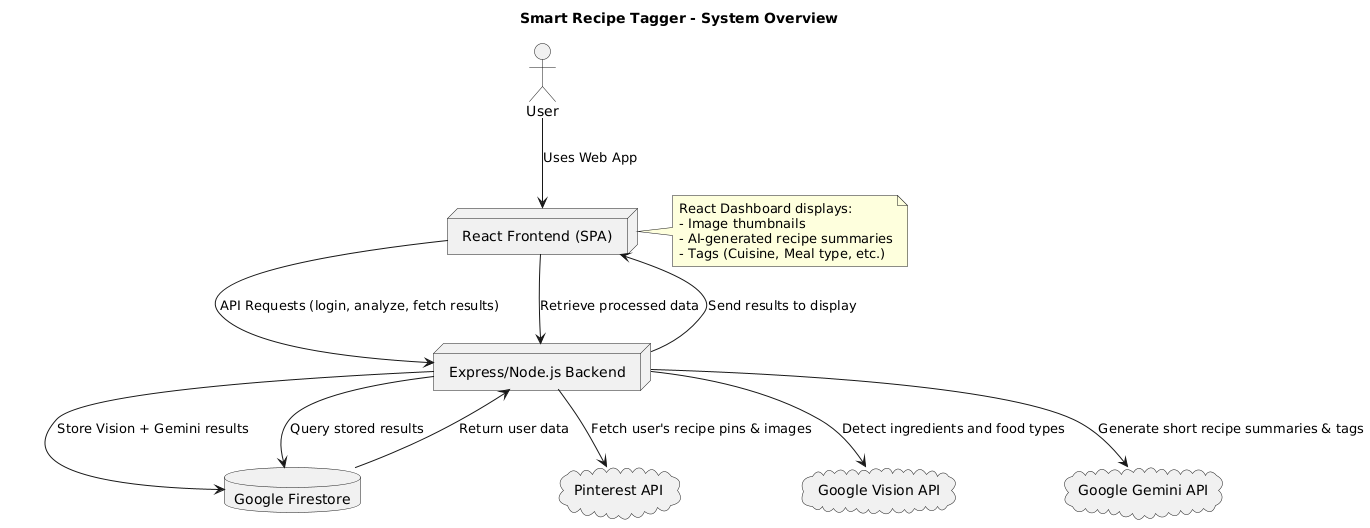 Smart Recipe Tagger - System Overview
User
Uses Web App
React Frontend (SPA)
React Dashboard displays:
- Image thumbnails
- AI-generated recipe summaries
- Tags (Cuisine, Meal type, etc.)
API Requests (login, analyze, fetch results)
Retrieve processed data
Send results to display
Express/Node.js Backend
Store Vision + Gemini results
Query stored results
Return user data
Fetch user's recipe pins & images
Detect ingredients and food types
Generate short recipe summaries & tags
Google Firestore
Pinterest API
Google Vision API
Google Gemini API